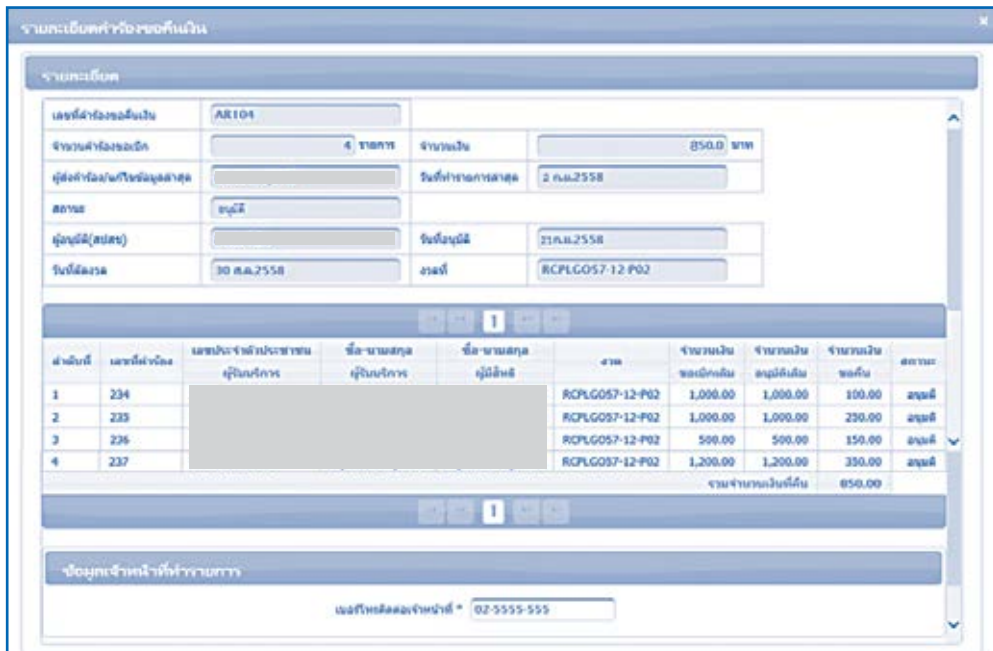 รายละเอียดคำร้องขอคืนเงิน
รายละเอียด
เลขที่คำร้องขอคืนเงิน AR104
จำนวนคำร้องขอเบิก 4 รายการ จำนวนเงิน 850.0 บาท
ผู้ส่งคำร้อง/แก้ไขข้อมูลล่าสุด วันที่ทำรายการล่าสุด 2 ก.ย.2558
สถานะ อนุมัติ
ผู้อนุมัติ(สปสช) วันที่อนุมัติ ก.ย.2558
วันที่ตัดงวด 30 ส.ค.2558 งวดที่ RCPLGO57-12-P02
1
ลำดับที่ เลขที่คำร้อง เลขประจำตัวประชาชน ผู้รับบริการ ชื่อ-นามสกุล ผู้รับบริการ ชื่อ-นามสกุล ผู้มีสิทธิ งวด จำนวนเงิน ขอเบิกเดิม จำนวนเงิน อนุมัติเดิม จำนวนเงิน ขอคืน สถานะ
1 234 RCPLGO57-12-P02 1,000.00 1,000.00 100.00 อนุมัติ
2 235 RCPLGO57-12-P02 1,000.00 1,000.00 250.00 อนุมัติ
3 236 RCPLGO57-12-P02 500.00 500.00 150.00 อนุมัติ
4 237 RCPLGO57-12-P02 1,200.00 1,200.00 350.00 อนุมัติ
รวมจำนวนเงินที่คืน 850.00
1
ข้อมูลเจ้าหน้าที่ทำรายการ
เบอร์โทรติดต่อเจ้าหน้าที่ * 02-5555-555